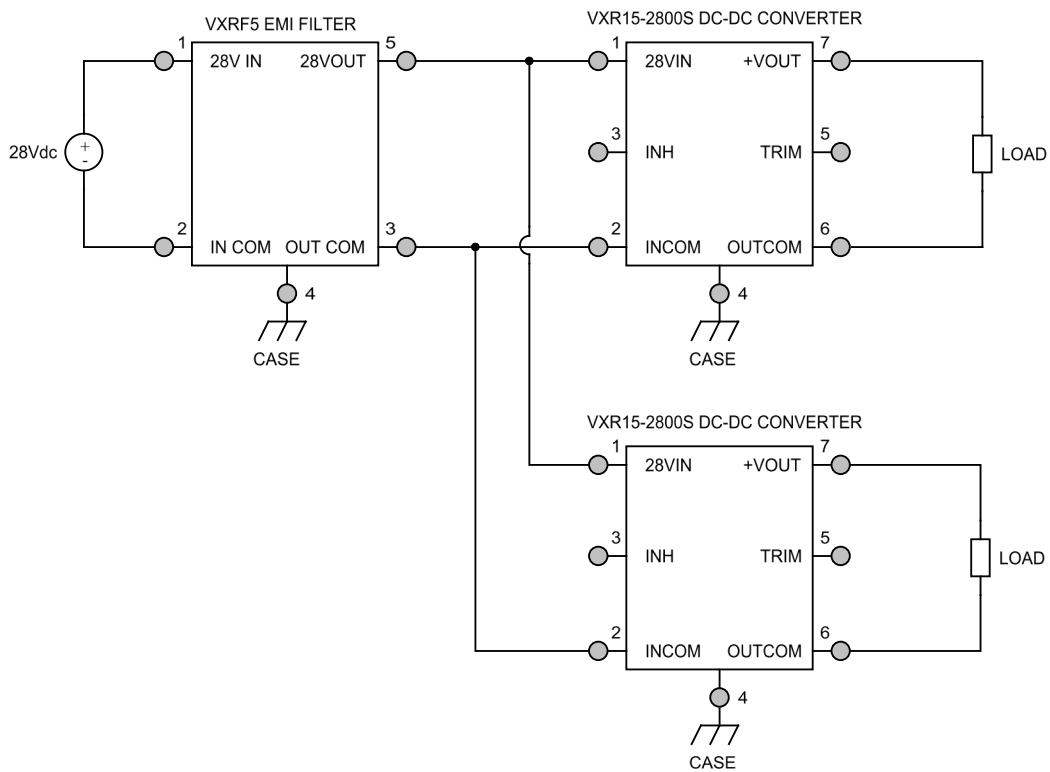 VXRF5 EMI FILTER
1
28V IN
28VOUT
5
28Vdc
+
-
2
IN COM
OUT COM
3
4
CASE
VXR15-2800S DC-DC CONVERTER
1
28VIN
+VOUT
7
3
INH
TRIM
5
LOAD
2
INCOM
OUTCOM
6
4
CASE
VXR15-2800S DC-DC CONVERTER
1
28VIN
+VOUT
7
3
INH
TRIM
5
LOAD
2
INCOM
OUTCOM
6
4
CASE